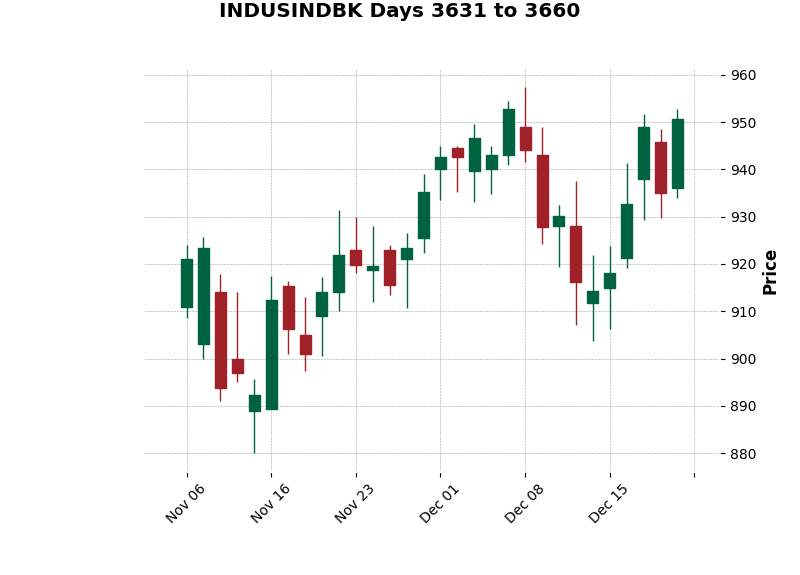 INDUSINDBK Days 3631 to 3660
960
950
940
930
920
910
900
890
880
Price
Nov 06
Nov 16
Nov 23
Dec 01
Dec 08
Dec 15